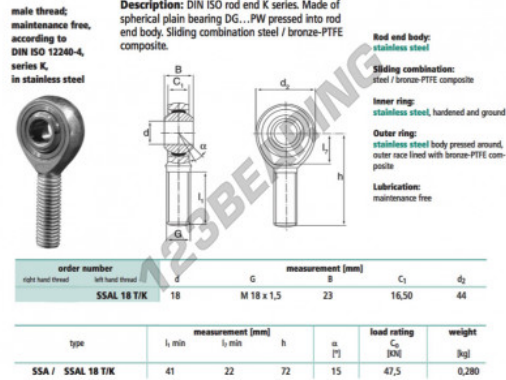 male thread;
maintenance free,
according to
DIN ISO 12240-4,
series K,
in stainless steel
Description: DIN ISO rod end K series. Made of
spherical plain bearing DG...PW pressed into rod
end body. Sliding combination steel / bronze-PTFE
composite.
Rod end body:
stainless steel
Sliding combination:
steel / bronze-PTFE composite
Inner ring:
stainless steel, hardened and ground
Outer ring:
stainless steel body pressed around,
outer race lined with bronze-PTFE com-
posite
Lubrication:
maintenance free
B
C₁
d
α
l₁
G
d₂
l₇
h
123BEARING
order number measurement [mm]
right hand thread left hand thread d G B C₁ d₂
SSAL 18 T/K 18 M 18 x 1,5 23 16,50 44
measurement [mm] load rating weight
type l₁ min l₇ min h α C₀
[°] [KN] [kg]
SSA / SSAL 18 T/K 41 22 72 15 47,5 0,280